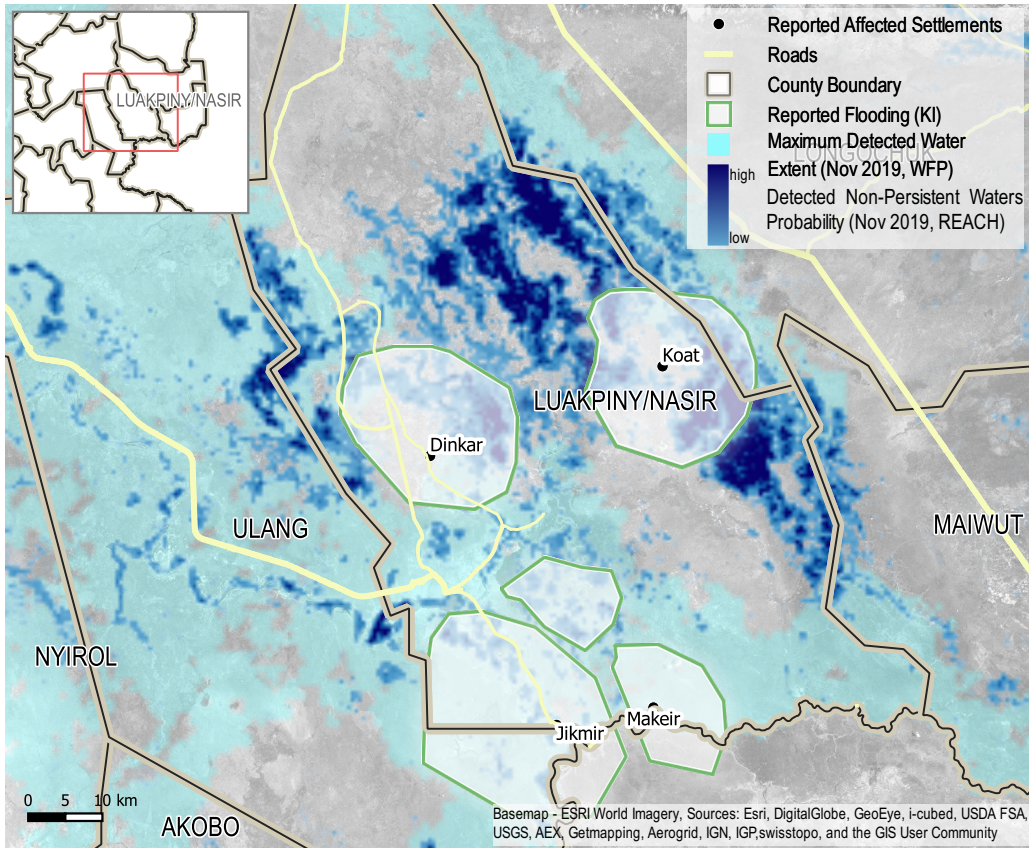 LUAKPINY/NASIR
Reported Affected Settlements
Roads
County Boundary
Reported Flooding (KI)
Maximum Detected Water
Extent (Nov 2019, WFP)
high
Detected Non-Persistent Waters
Probability (Nov 2019, REACH)
low
LONGOCHUK
Koat
LUAKPINY/NASIR
Dinkar
ULANG
MAIWUT
NYIROL
Makeir
Jikmir
0 5 10 km
AKOBO
Basemap - ESRI World Imagery, Sources: Esri, DigitalGlobe, GeoEye, i-cubed, USDA FSA,
USGS, AEX, Getmapping, Aerogrid, IGN, IGP,swisstopo, and the GIS User Community